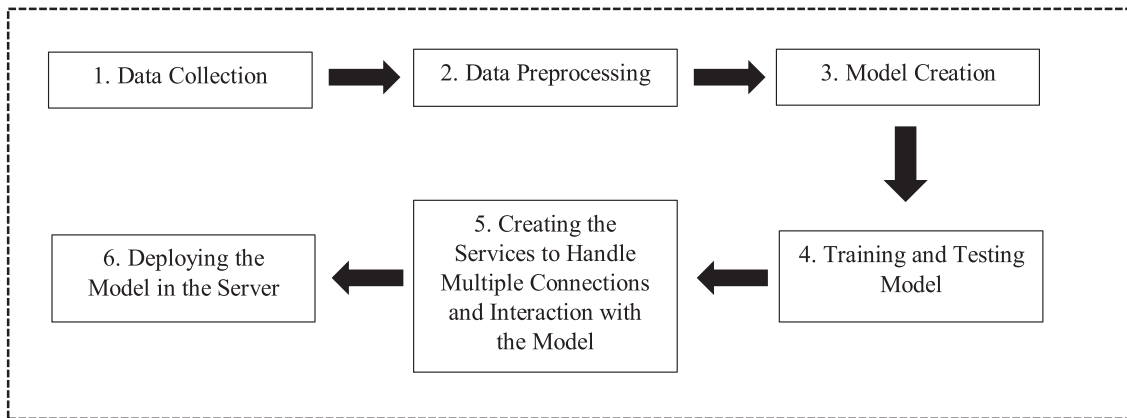 1. Data Collection
2. Data Preprocessing
3. Model Creation
4. Training and Testing
Model
5. Creating the
Services to Handle
Multiple Connections
and Interaction with
the Model
6. Deploying the
Model in the Server